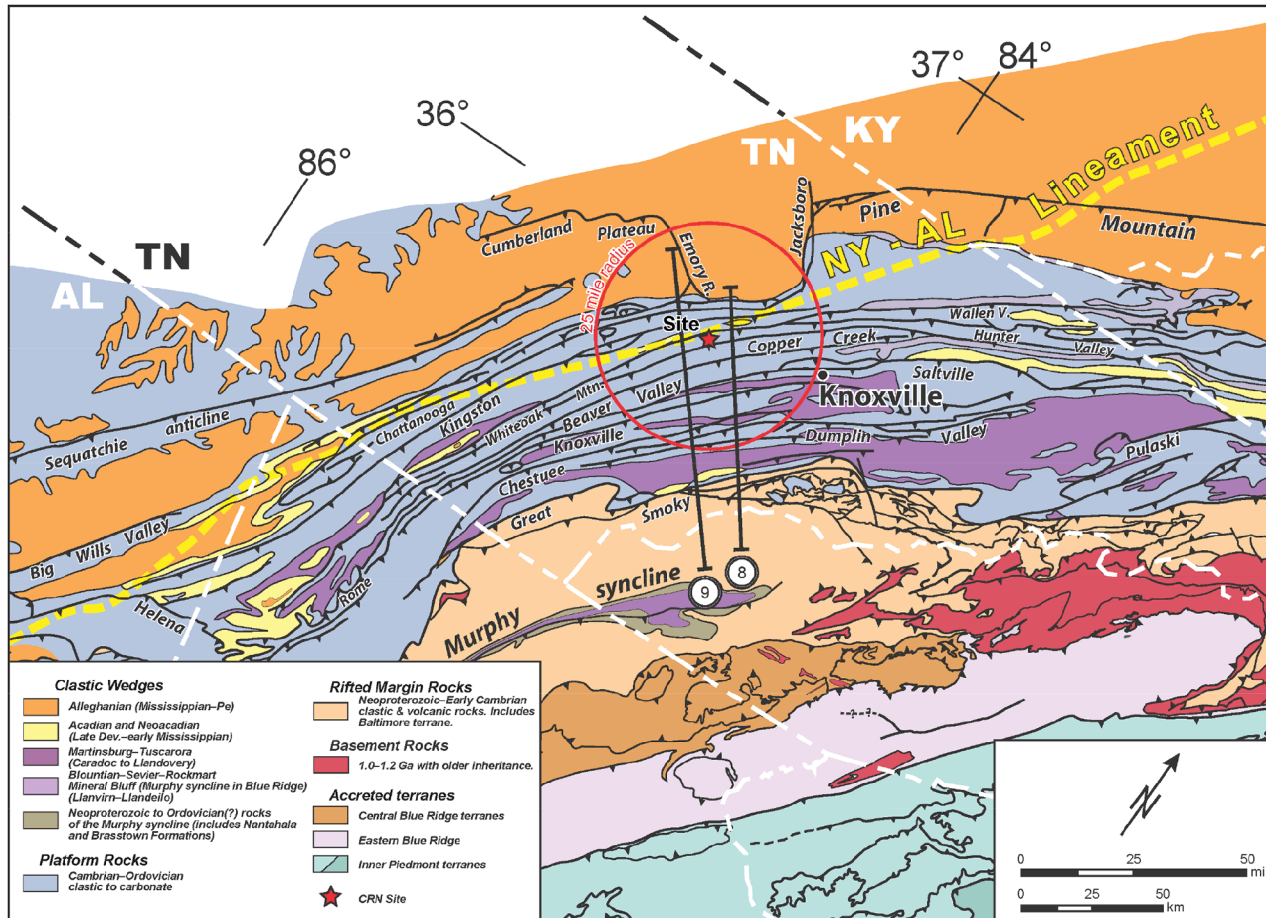 37°
84°
36°
86°
KY
TN
TN
AL
NY - AL Lineament
Jacksboro
Pine
Mountain
Cumberland Plateau
Emory R.
25 mile radius
Site
Wallen V.
Hunter
Valley
Copper Creek
Saltville
Knoxville
Chattanooga
Kingston
Whiteoak Mtn.
Beaver Valley
Knoxville
Dumplin Valley
Pulaski
Chestuee
Great Smoky
Sequatchie anticline
Big Wills Valley
Helena
Rome
Murphy syncline
8
9
?
?
Clastic Wedges
Alleghanian (Mississippian–Pe)
Acadian and Neoacadian
(Late Dev.–early Mississippian)
Martinsburg–Tuscarora
(Caradoc to Llandovery)
Blountian–Sevier–Rockmart
Mineral Bluff (Murphy syncline in Blue Ridge)
(Llanvirn–Llandeilo)
Neoproterozoic to Ordovician(?) rocks
of the Murphy syncline (includes Nantahala
and Brasstown Formations)
Platform Rocks
Cambrian–Ordovician
clastic to carbonate
Rifted Margin Rocks
Neoproterozoic–Early Cambrian
clastic & volcanic rocks. Includes
Baltimore terrane.
Basement Rocks
1.0–1.2 Ga with older inheritance.
Accreted terranes
Central Blue Ridge terranes
Eastern Blue Ridge
Inner Piedmont terranes
CRN Site
N
0 25 50
mi
0 25 50
km